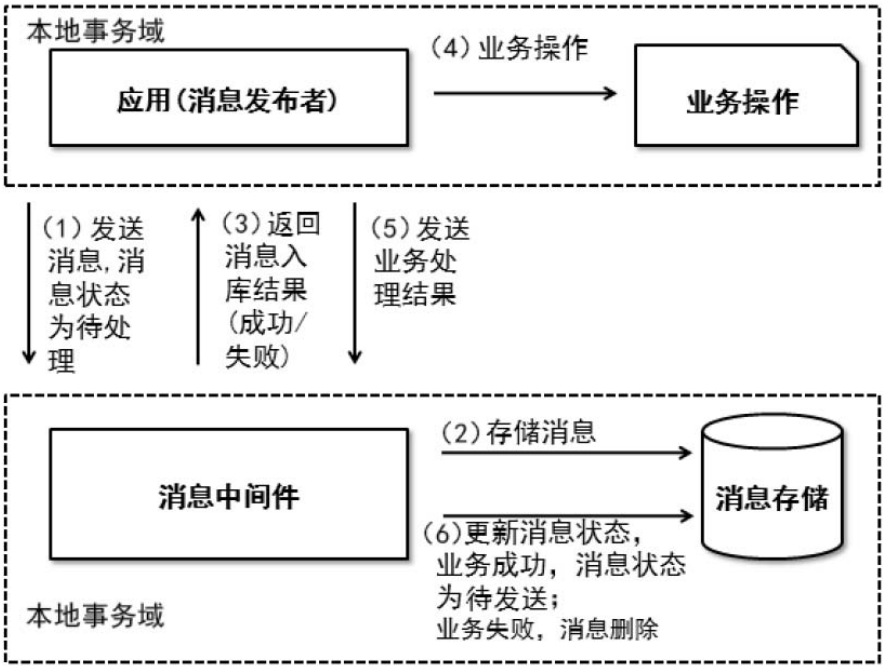 本地事务域
应用(消息发布者)
(4)业务操作
业务操作
(1)发送
消息,消
息状态
为待处
理
(3)返回
消息入
库结果
(成功/
失败)
(5)发送
业务处
理结果
消息中间件
(2)存储消息
消息存储
(6)更新消息状态，
业务成功，消息状态
为待发送；
业务失败，消息删除
本地事务域